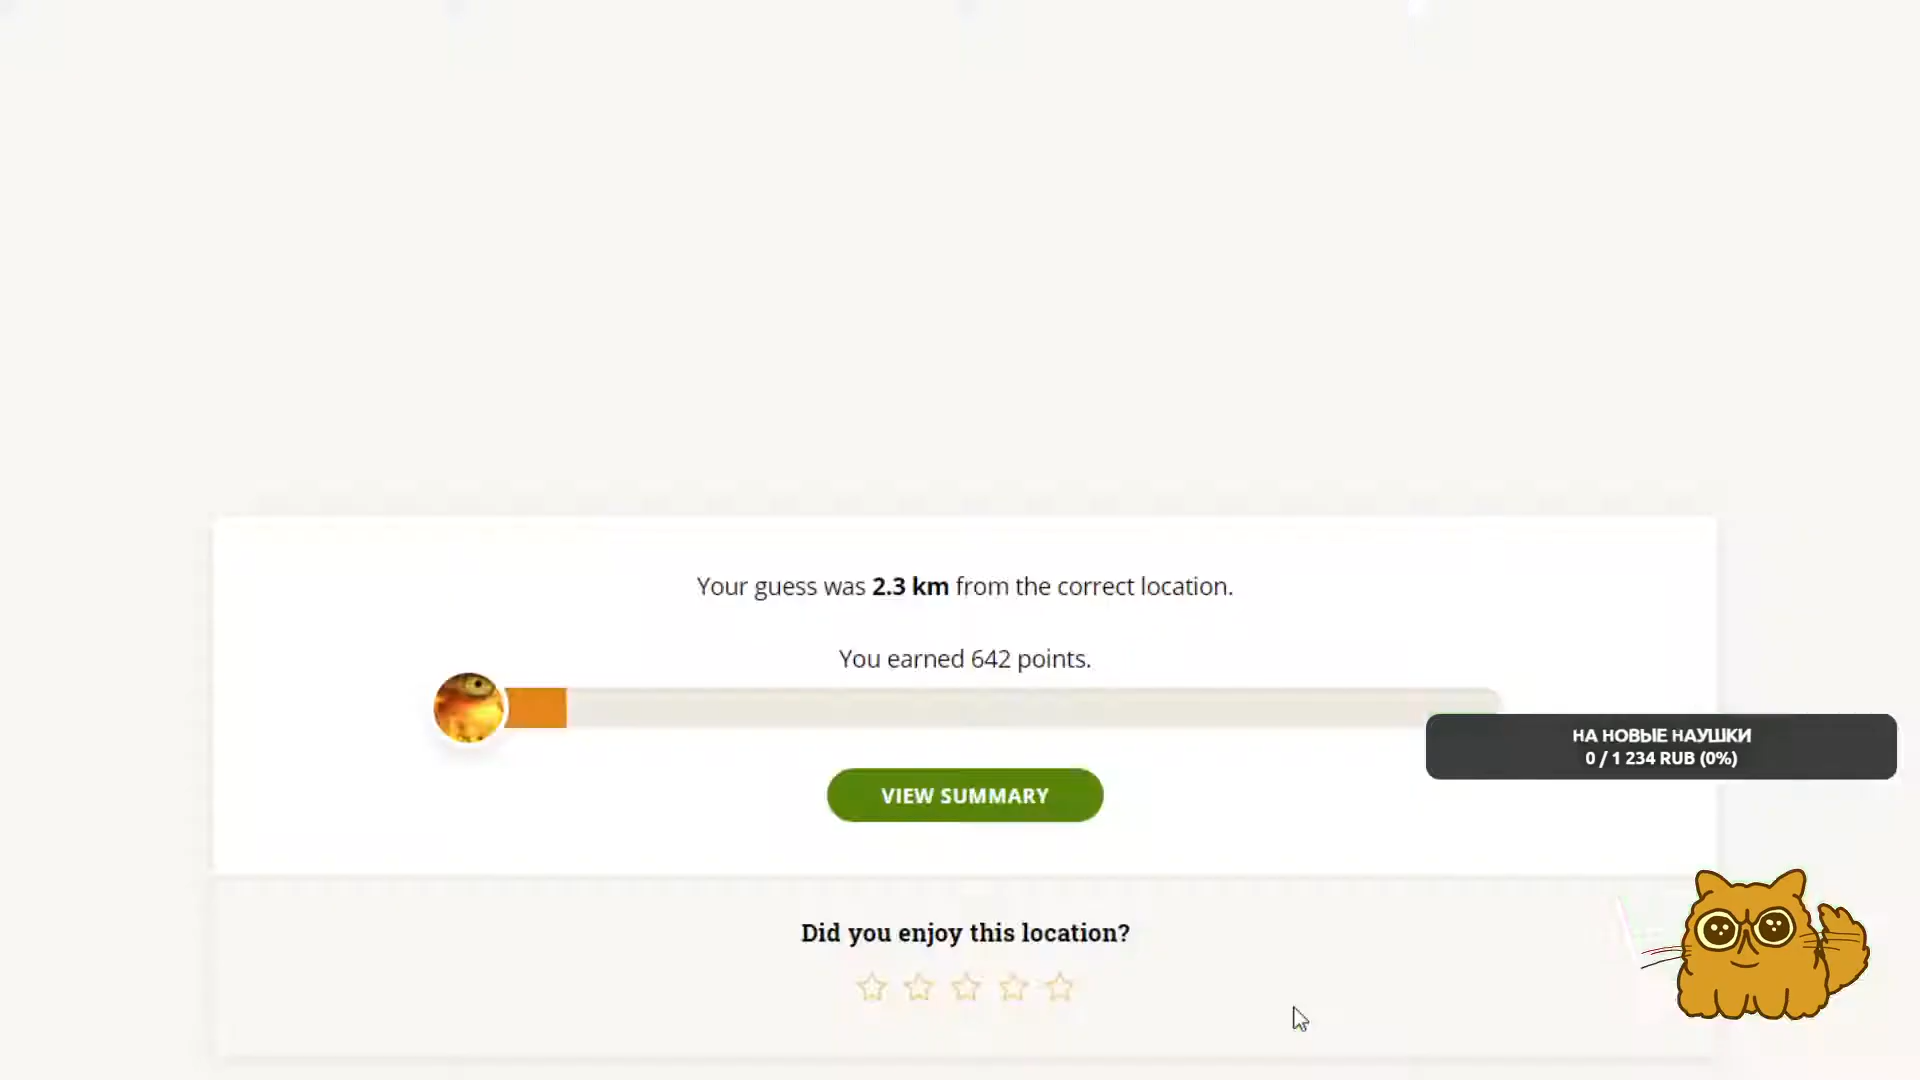 Your guess was 2.3 km from the correct location.
You earned 642 points.
НА НОВЫЕ НАУШКИ
0 / 1 234 RUB (0%)
VIEW SUMMARY
Did you enjoy this location?